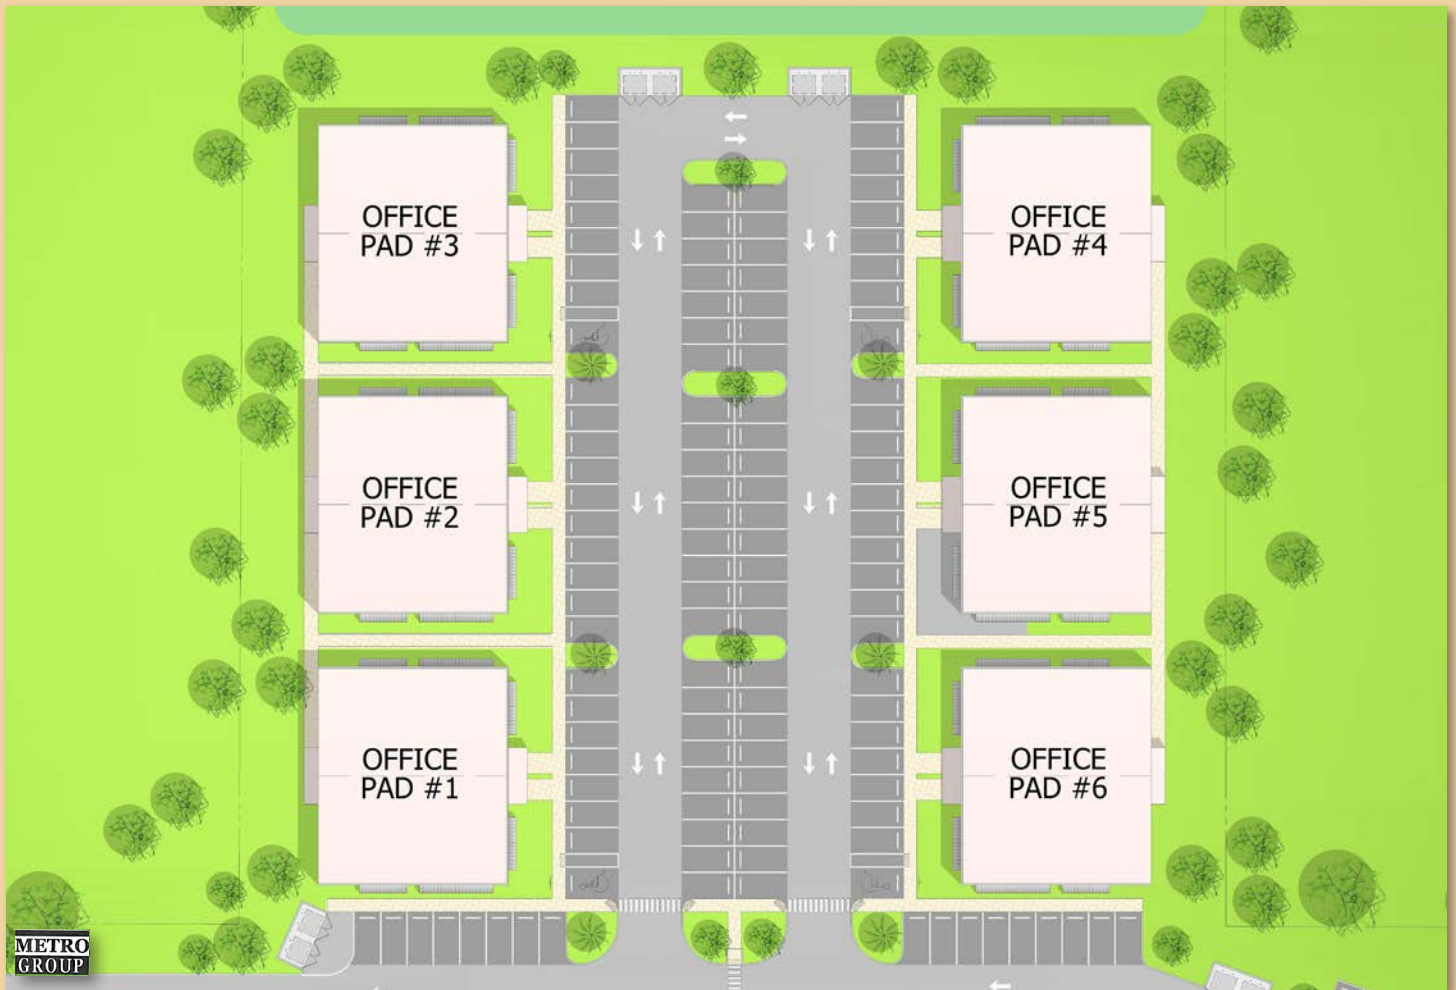 OFFICE
PAD #3
OFFICE
PAD #4
OFFICE
PAD #2
OFFICE
PAD #5
OFFICE
PAD #1
OFFICE
PAD #6
METRO
GROUP